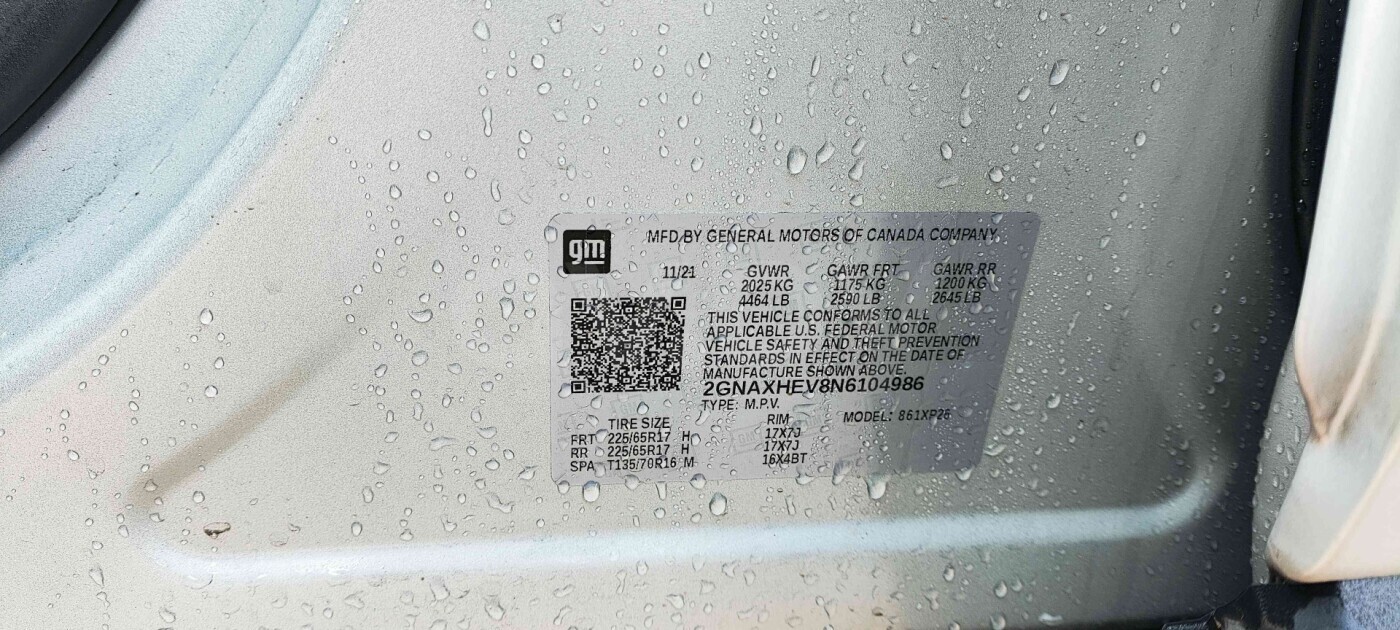 gm
MFD BY GENERAL MOTORS OF CANADA COMPANY
11/21 GVWR GAWR FRT GAWR RR
2025 KG 1175 KG 1200 KG
4464 LB 2590 LB 2645 LB
THIS VEHICLE CONFORMS TO ALL
APPLICABLE U.S. FEDERAL MOTOR
VEHICLE SAFETY AND THEFT PREVENTION
STANDARDS IN EFFECT ON THE DATE OF
MANUFACTURE SHOWN ABOVE.
2GNAXHEV8N6104986
TYPE: M.P.V. MODEL: 861XP26
TIRE SIZE RIM
FRT 225/65R17 H 17X7J
RR 225/65R17 H 17X7J
SPA T135/70R16 M 16X4BT